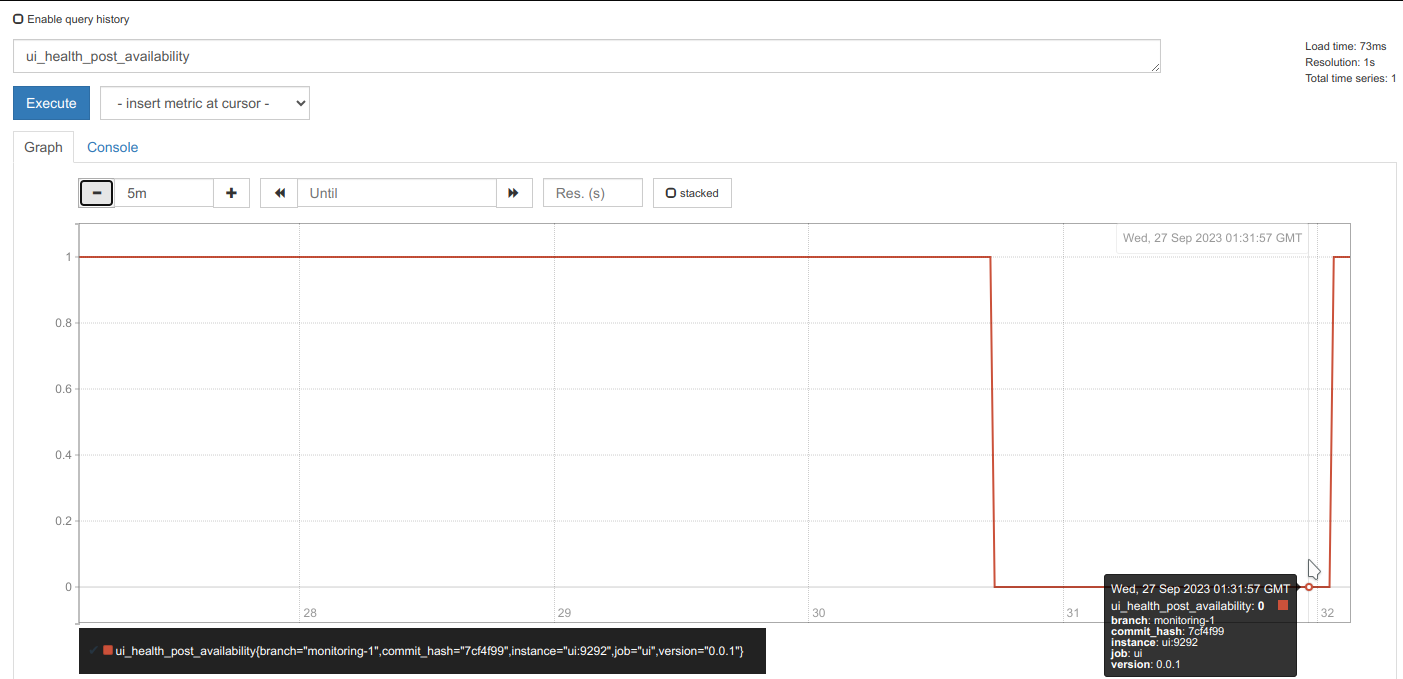 Enable query history
ui_health_post_availability
Load time: 73ms
Resolution: 1s
Total time series: 1
Execute
- insert metric at cursor -
Graph
Console
5m
Until
Res. (s)
stacked
Wed, 27 Sep 2023 01:31:57 GMT
1
0.8
0.6
0.4
0.2
0
28
29
30
31
32
Wed, 27 Sep 2023 01:31:57 GMT
ui_health_post_availability: 0
branch: monitoring-1
commit_hash: 7cf4f99
instance: ui:9292
job: ui
version: 0.0.1
ui_health_post_availability{branch="monitoring-1",commit_hash="7cf4f99",instance="ui:9292",job="ui",version="0.0.1"}